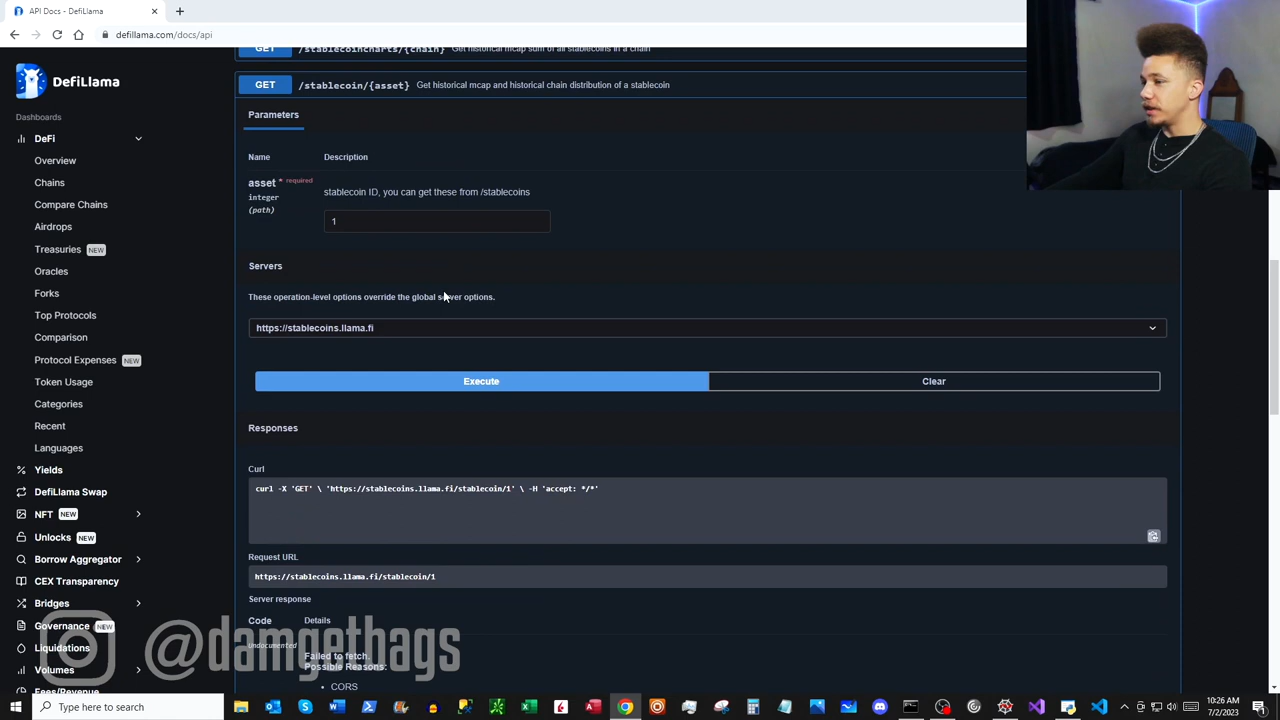 API Docs - DefiLlama
defillama.com/docs/api
DefiLlama
Dashboards
DeFi
Overview
Chains
Compare Chains
Airdrops
Treasuries NEW
Oracles
Forks
Top Protocols
Comparison
Protocol Expenses NEW
Token Usage
Categories
Recent
Languages
Yields
DefiLlama Swap
NFT NEW
Unlocks NEW
Borrow Aggregator
CEX Transparency
Bridges
Governance NEW
Liquidations
Volumes
Fees/Revenue
GET /stablecoincharts/{chain} Get historical mcap sum of all stablecoins in a chain
GET /stablecoin/{asset} Get historical mcap and historical chain distribution of a stablecoin
Parameters
Name Description
asset * required
integer
(path)
stablecoin ID, you can get these from /stablecoins
1
Servers
These operation-level options override the global server options.
https://stablecoins.llama.fi
Execute Clear
Responses
Curl
curl -X 'GET' \ 'https://stablecoins.llama.fi/stablecoin/1' \ -H 'accept: */*'
Request URL
https://stablecoins.llama.fi/stablecoin/1
Server response
Code Details
Undocumented
Failed to fetch.
Possible Reasons:
• CORS
@damgethags
Type here to search
10:26 AM
7/2/2023